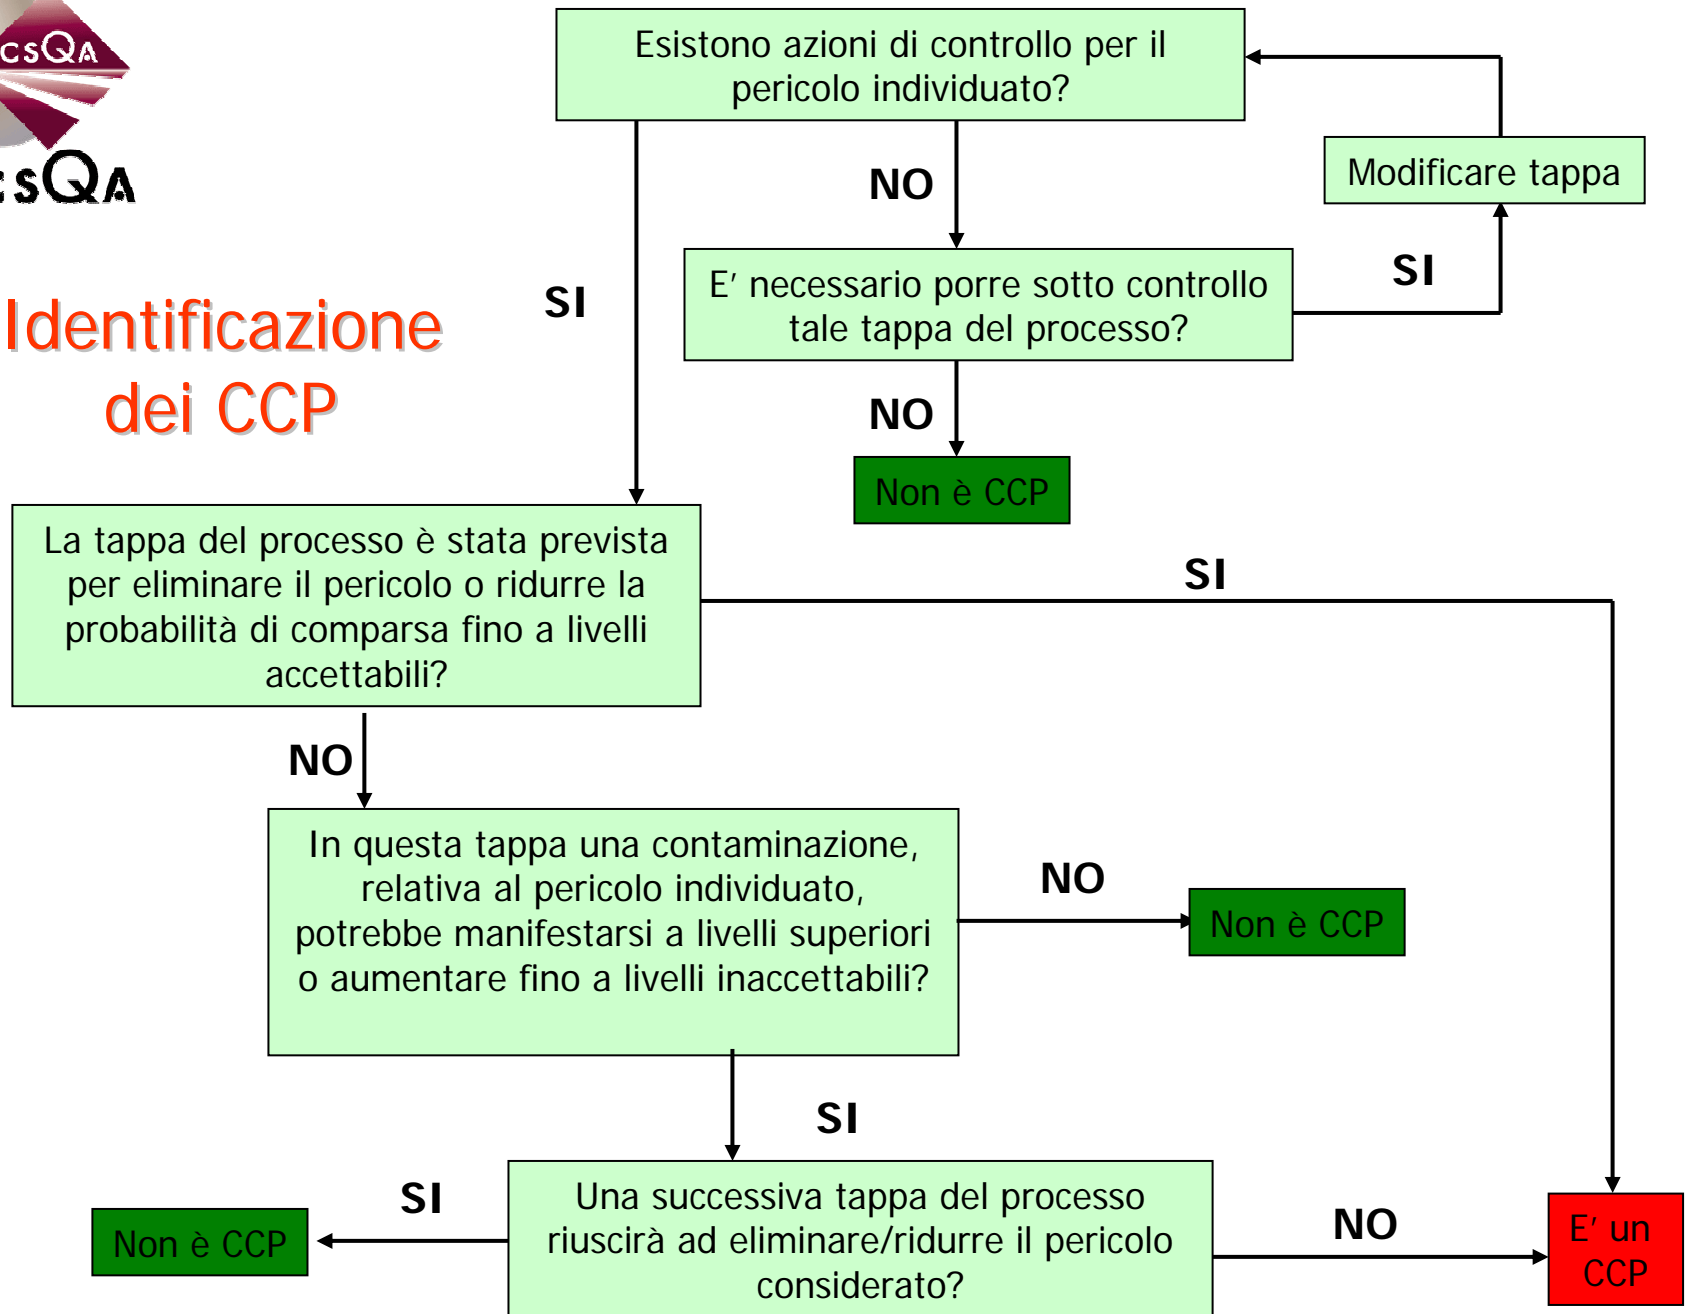 csQA
csQA
Identificazione
dei CCP
Esistono azioni di controllo per il
pericolo individuato?
Modificare tappa
NO
SI
SI
E' necessario porre sotto controllo
tale tappa del processo?
NO
Non è CCP
La tappa del processo è stata prevista
per eliminare il pericolo o ridurre la
probabilità di comparsa fino a livelli
accettabili?
SI
NO
In questa tappa una contaminazione,
relativa al pericolo individuato,
potrebbe manifestarsi a livelli superiori
o aumentare fino a livelli inaccettabili?
NO
Non è CCP
SI
Una successiva tappa del processo
riuscirà ad eliminare/ridurre il pericolo
considerato?
SI
Non è CCP
NO
E' un
CCP